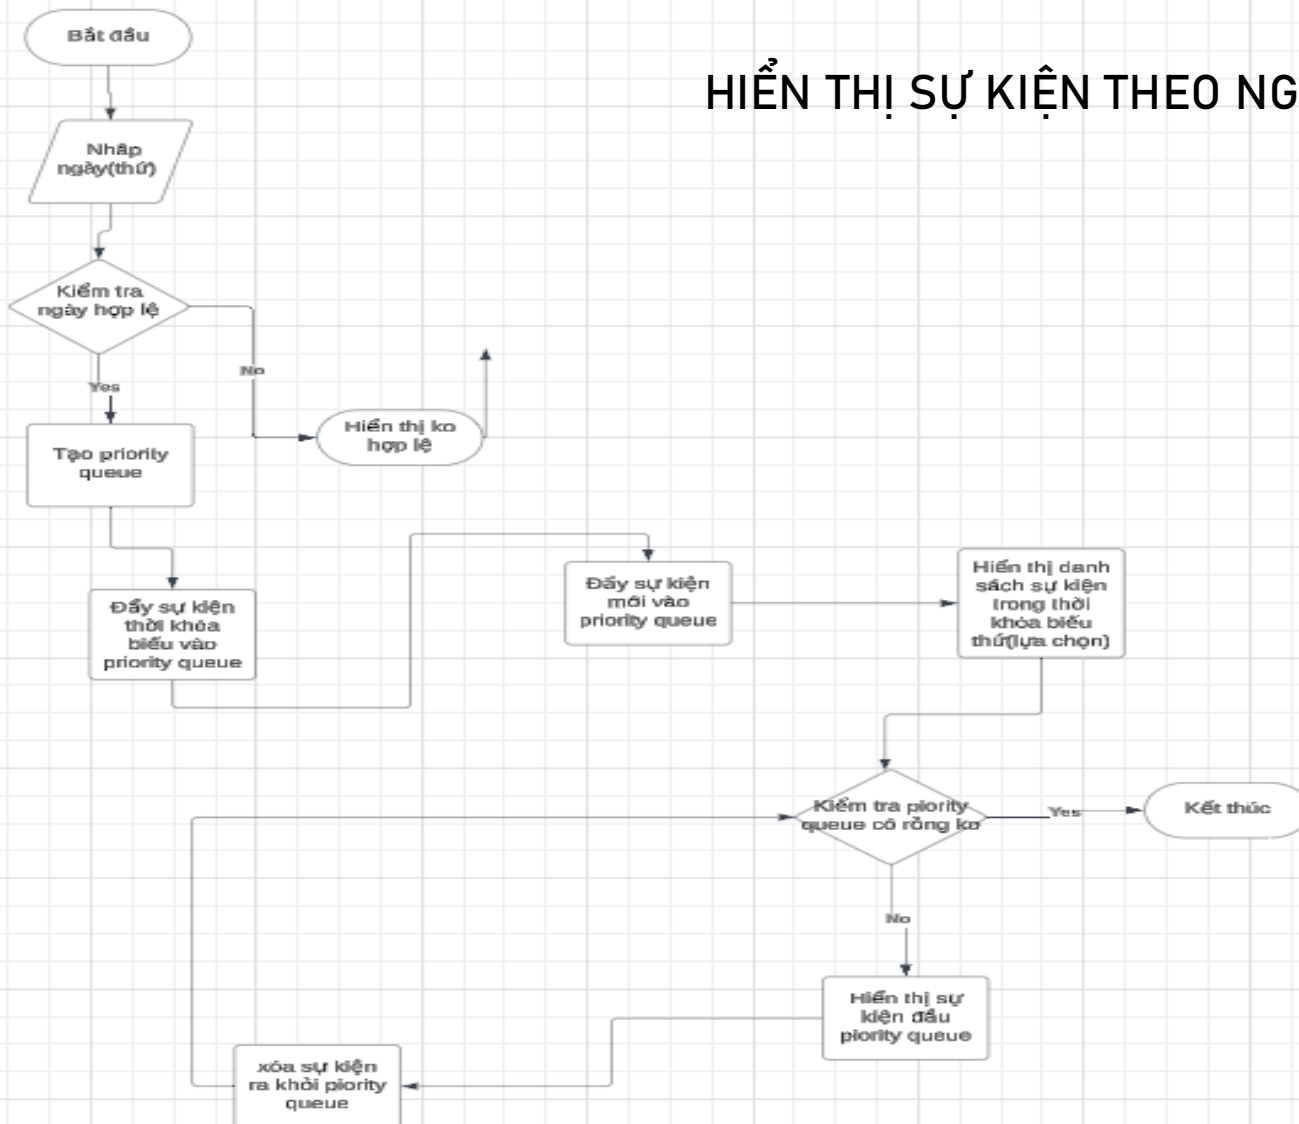 Bắt đầu
HIỂN THỊ SỰ KIỆN THEO NG
Nhập
ngày(thứ)
Kiểm tra
ngày hợp lệ
No
Yes
Hiển thị ko
hợp lệ
Tạo priority
queue
Đẩy sự kiện
thời khóa
biểu vào
priority queue
Đẩy sự kiện
mới vào
priority queue
Hiển thị danh
sách sự kiện
trong thời
khóa biểu
thứ(lựa chọn)
Kiểm tra piority
queue có rỗng ko
Yes
Kết thúc
No
Hiển thị sự
kiện đầu
piority queue
xóa sự kiện
ra khỏi piority
queue